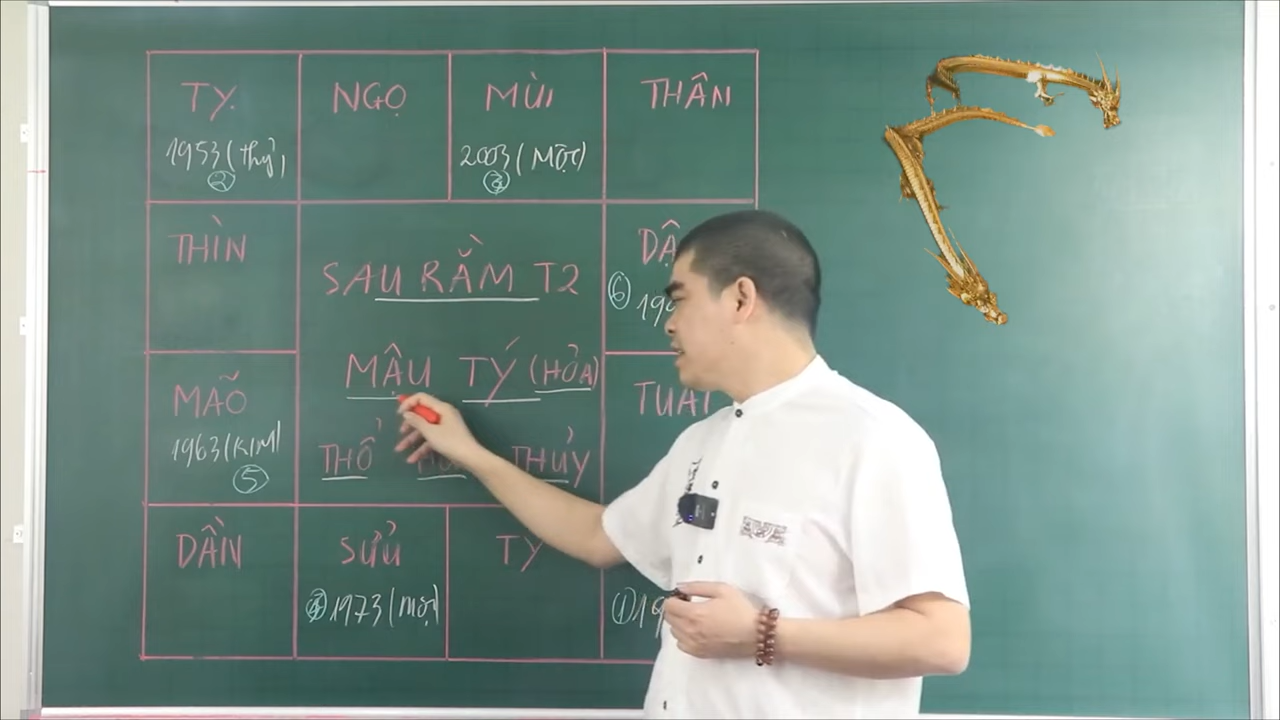 TỴ NGỌ MÙI THÂN
1953 (thủy) 2003 (MỘC)
② ③
THÌN
SAU RẰM T2
⑥
MÃO
MẬU TÝ (HỎA)
TUẤT
1963 (KIM)
⑤
THỔ THỦY
DẦN SỬU TÝ
④ 1973 (MỘC) ①